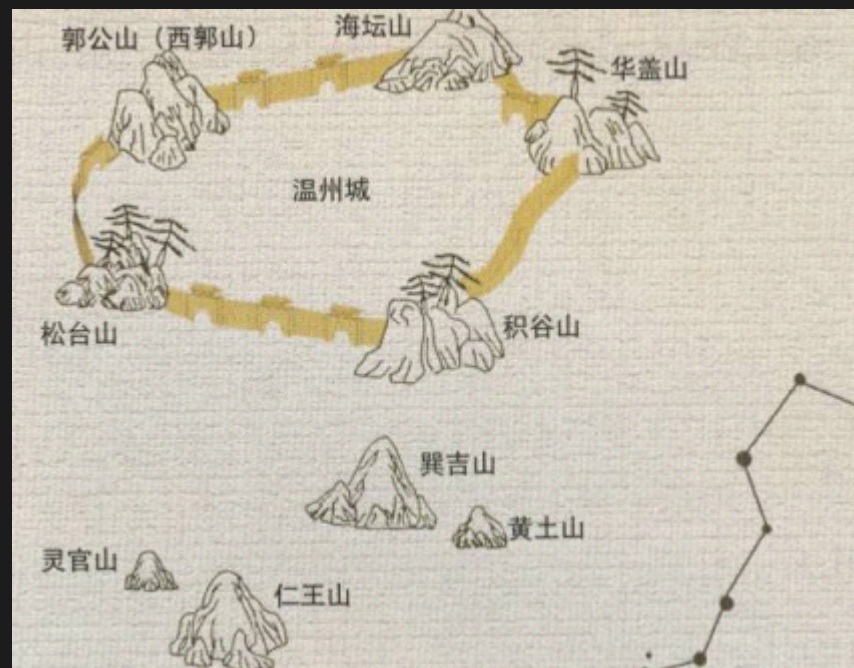 海坛山
郭公山（西郭山）
华盖山
温州城
松台山
积谷山
巽吉山
黄土山
灵官山
仁王山